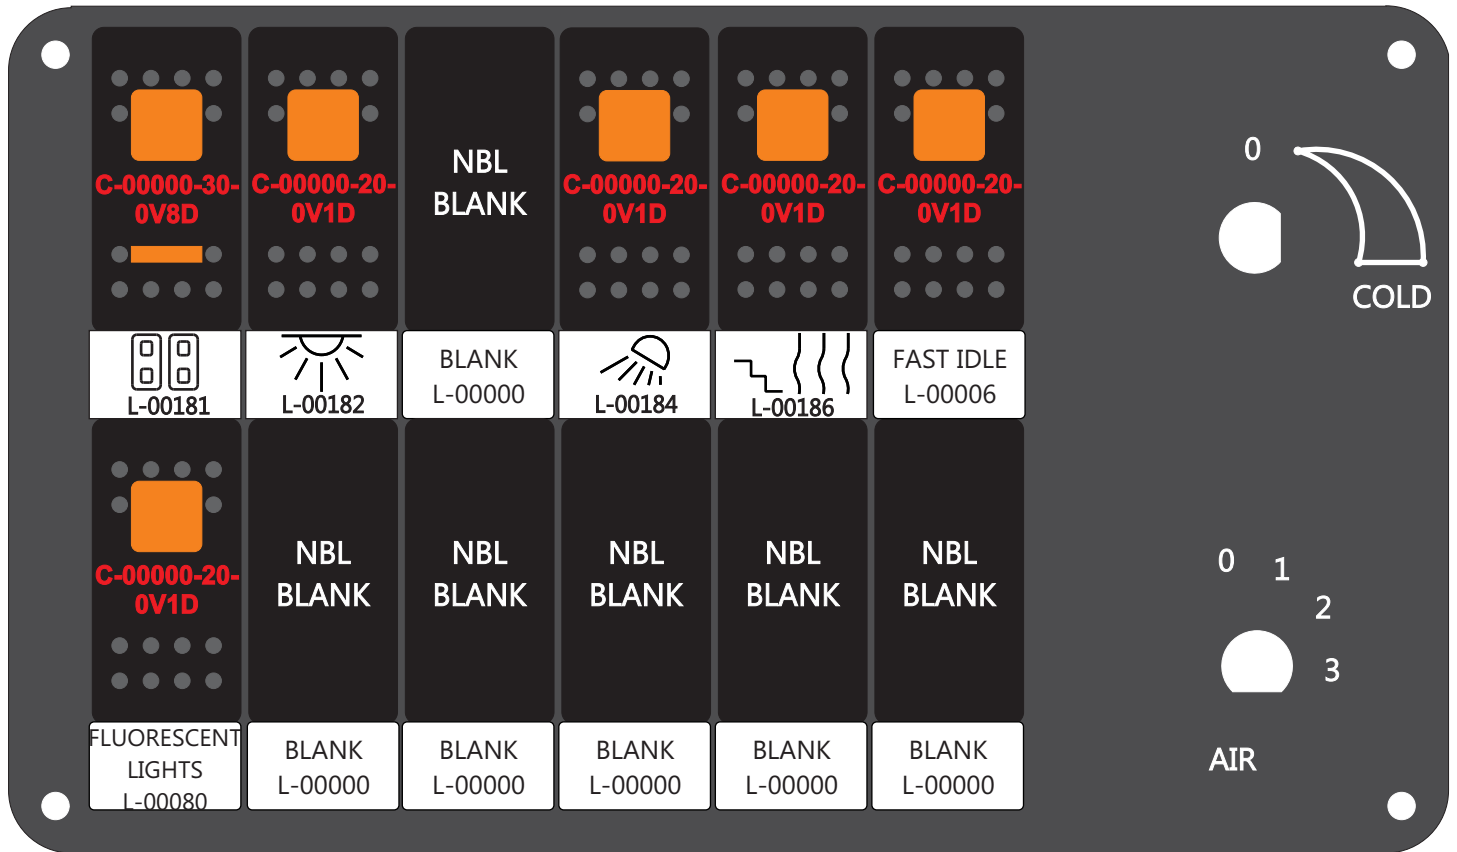 C-00000-30-
0V8D
C-00000-20-
0V1D
NBL
BLANK
C-00000-20-
0V1D
C-00000-20-
0V1D
C-00000-20-
0V1D
L-00181
L-00182
BLANK
L-00000
L-00184
L-00186
FAST IDLE
L-00006
0
COLD
C-00000-20-
0V1D
NBL
BLANK
NBL
BLANK
NBL
BLANK
NBL
BLANK
NBL
BLANK
FLUORESCENT
LIGHTS
L-00080
BLANK
L-00000
BLANK
L-00000
BLANK
L-00000
BLANK
L-00000
BLANK
L-00000
0
1
2
3
AIR